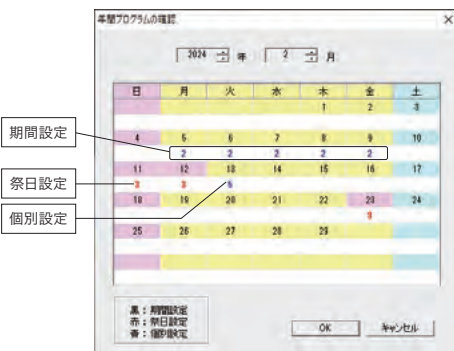 年間プログラムの確認
2024 年 2 月
日 月 火 水 木 金 土
1 2 3
4 5 6 7 8 9 10
期間設定
2 2 2 2 2
11 12 13 14 15 16 17
祭日設定
3 3 5
18 19 20 21 22 23 24
個別設定
3
25 26 27 28 29
黒：期間設定
赤：祭日設定
青：個別設定
OK キャンセル